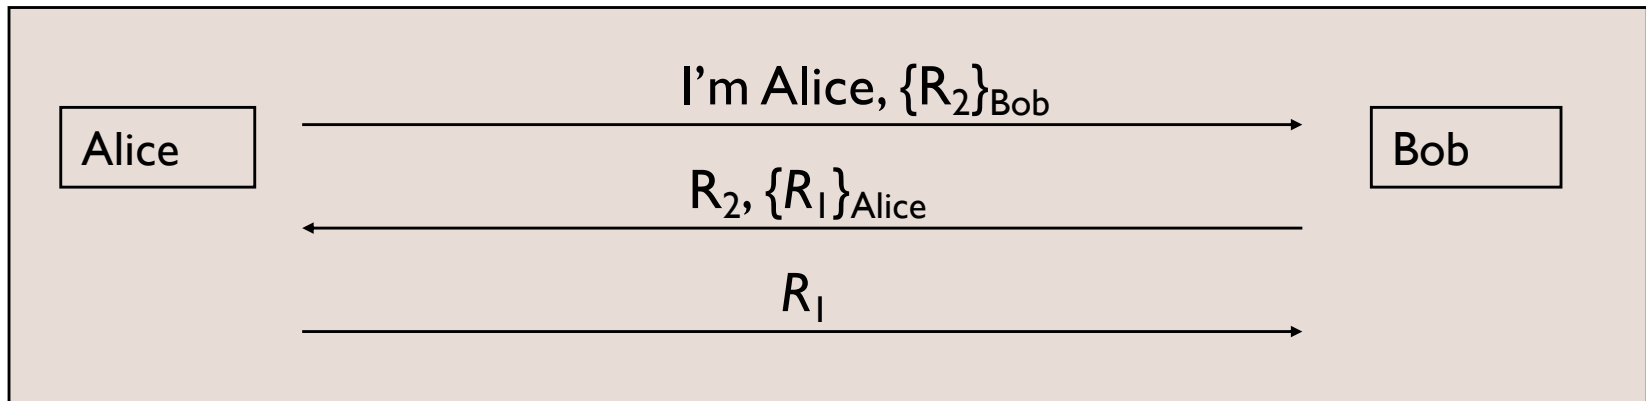 I'm Alice, {R₂}Bob
Alice
Bob
R₂, {R₁}Alice
R₁